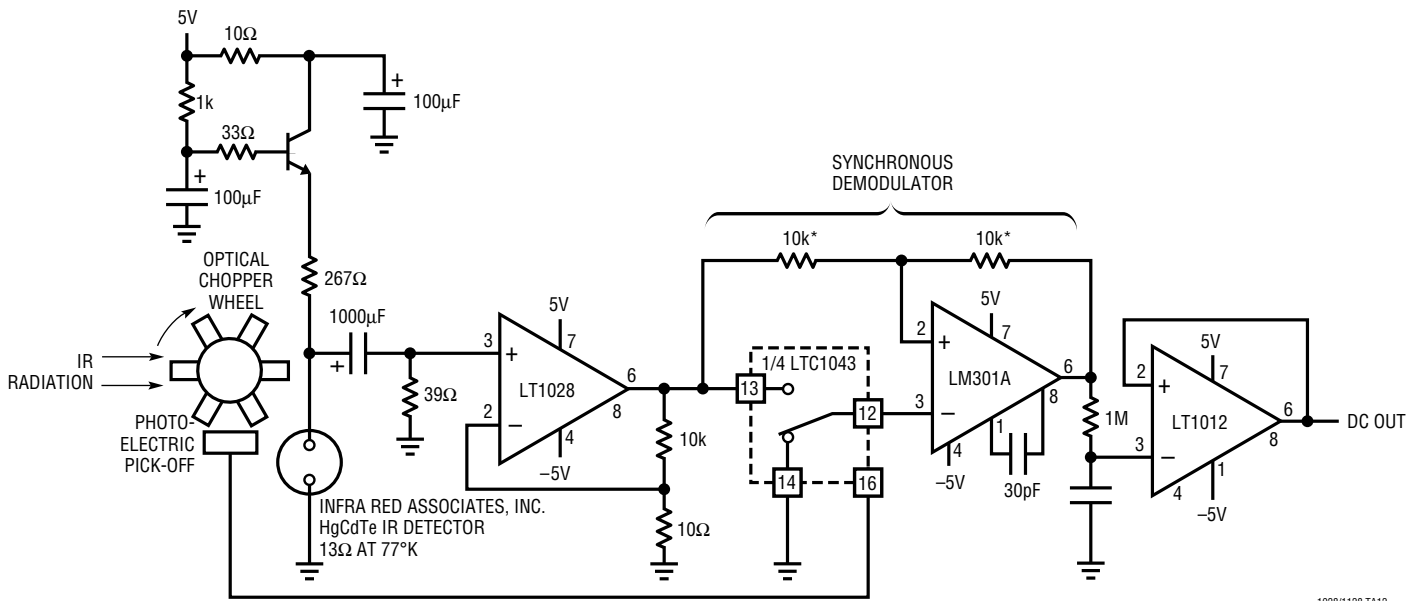 5V
10Ω
1k
33Ω
+
100µF
+
100µF
267Ω
OPTICAL
CHOPPER
WHEEL
IR
RADIATION
PHOTO-
ELECTRIC
PICK-OFF
1000µF
+
39Ω
INFRA RED ASSOCIATES, INC.
HgCdTe IR DETECTOR
13Ω AT 77°K
5V
7
3
+
LT1028
6
8
2
–
4
–5V
10k
10Ω
SYNCHRONOUS
DEMODULATOR
10k*
10k*
1/4 LTC1043
13
12
14
16
5V
7
2
+
LM301A
6
3
–
8
1
4
–5V
30pF
1M
5V
7
2
+
LT1012
6
DC OUT
3
–
8
4
1
–5V